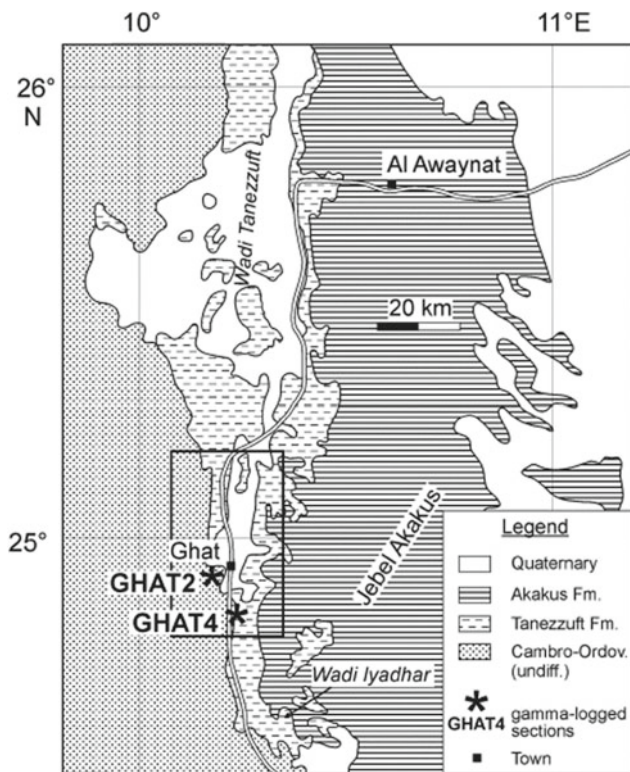 10°
11°E
26°
N
Al Awaynat
Wadi Tanezzuft
20 km
25°
Ghat
GHAT2
GHAT4
Jebel Akakus
Wadi Iyadhar
Legend
Quaternary
Akakus Fm.
Tanezzuft Fm.
Cambro-Ordov.
(undiff.)
GHAT4
gamma-logged
sections
Town